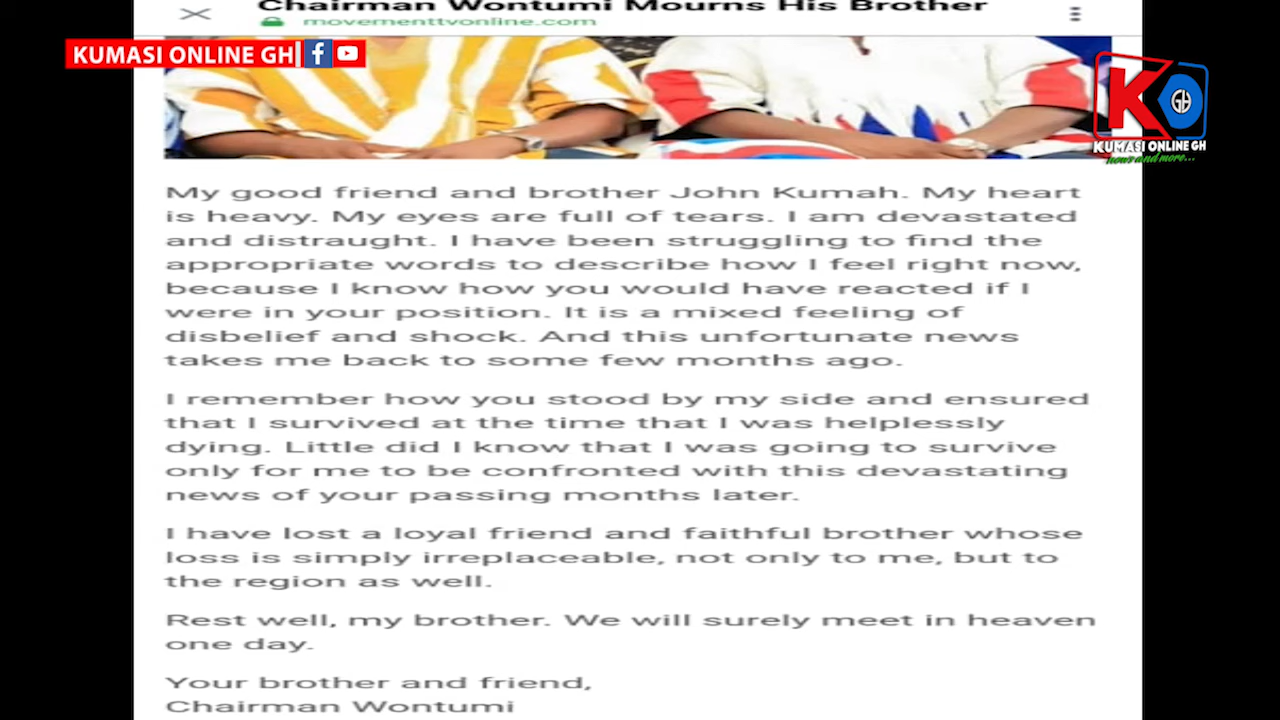 Chairman Wontumi Mourns His Brother
movementtvonline.com
KUMASI ONLINE GH
KO GH
KUMASI ONLINE GH
news and more...
My good friend and brother John Kumah. My heart
is heavy. My eyes are full of tears. I am devastated
and distraught. I have been struggling to find the
appropriate words to describe how I feel right now,
because I know how you would have reacted if I
were in your position. It is a mixed feeling of
disbelief and shock. And this unfortunate news
takes me back to some few months ago.
I remember how you stood by my side and ensured
that I survived at the time that I was helplessly
dying. Little did I know that I was going to survive
only for me to be confronted with this devastating
news of your passing months later.
I have lost a loyal friend and faithful brother whose
loss is simply irreplaceable, not only to me, but to
the region as well.
Rest well, my brother. We will surely meet in heaven
one day.
Your brother and friend,
Chairman Wontumi